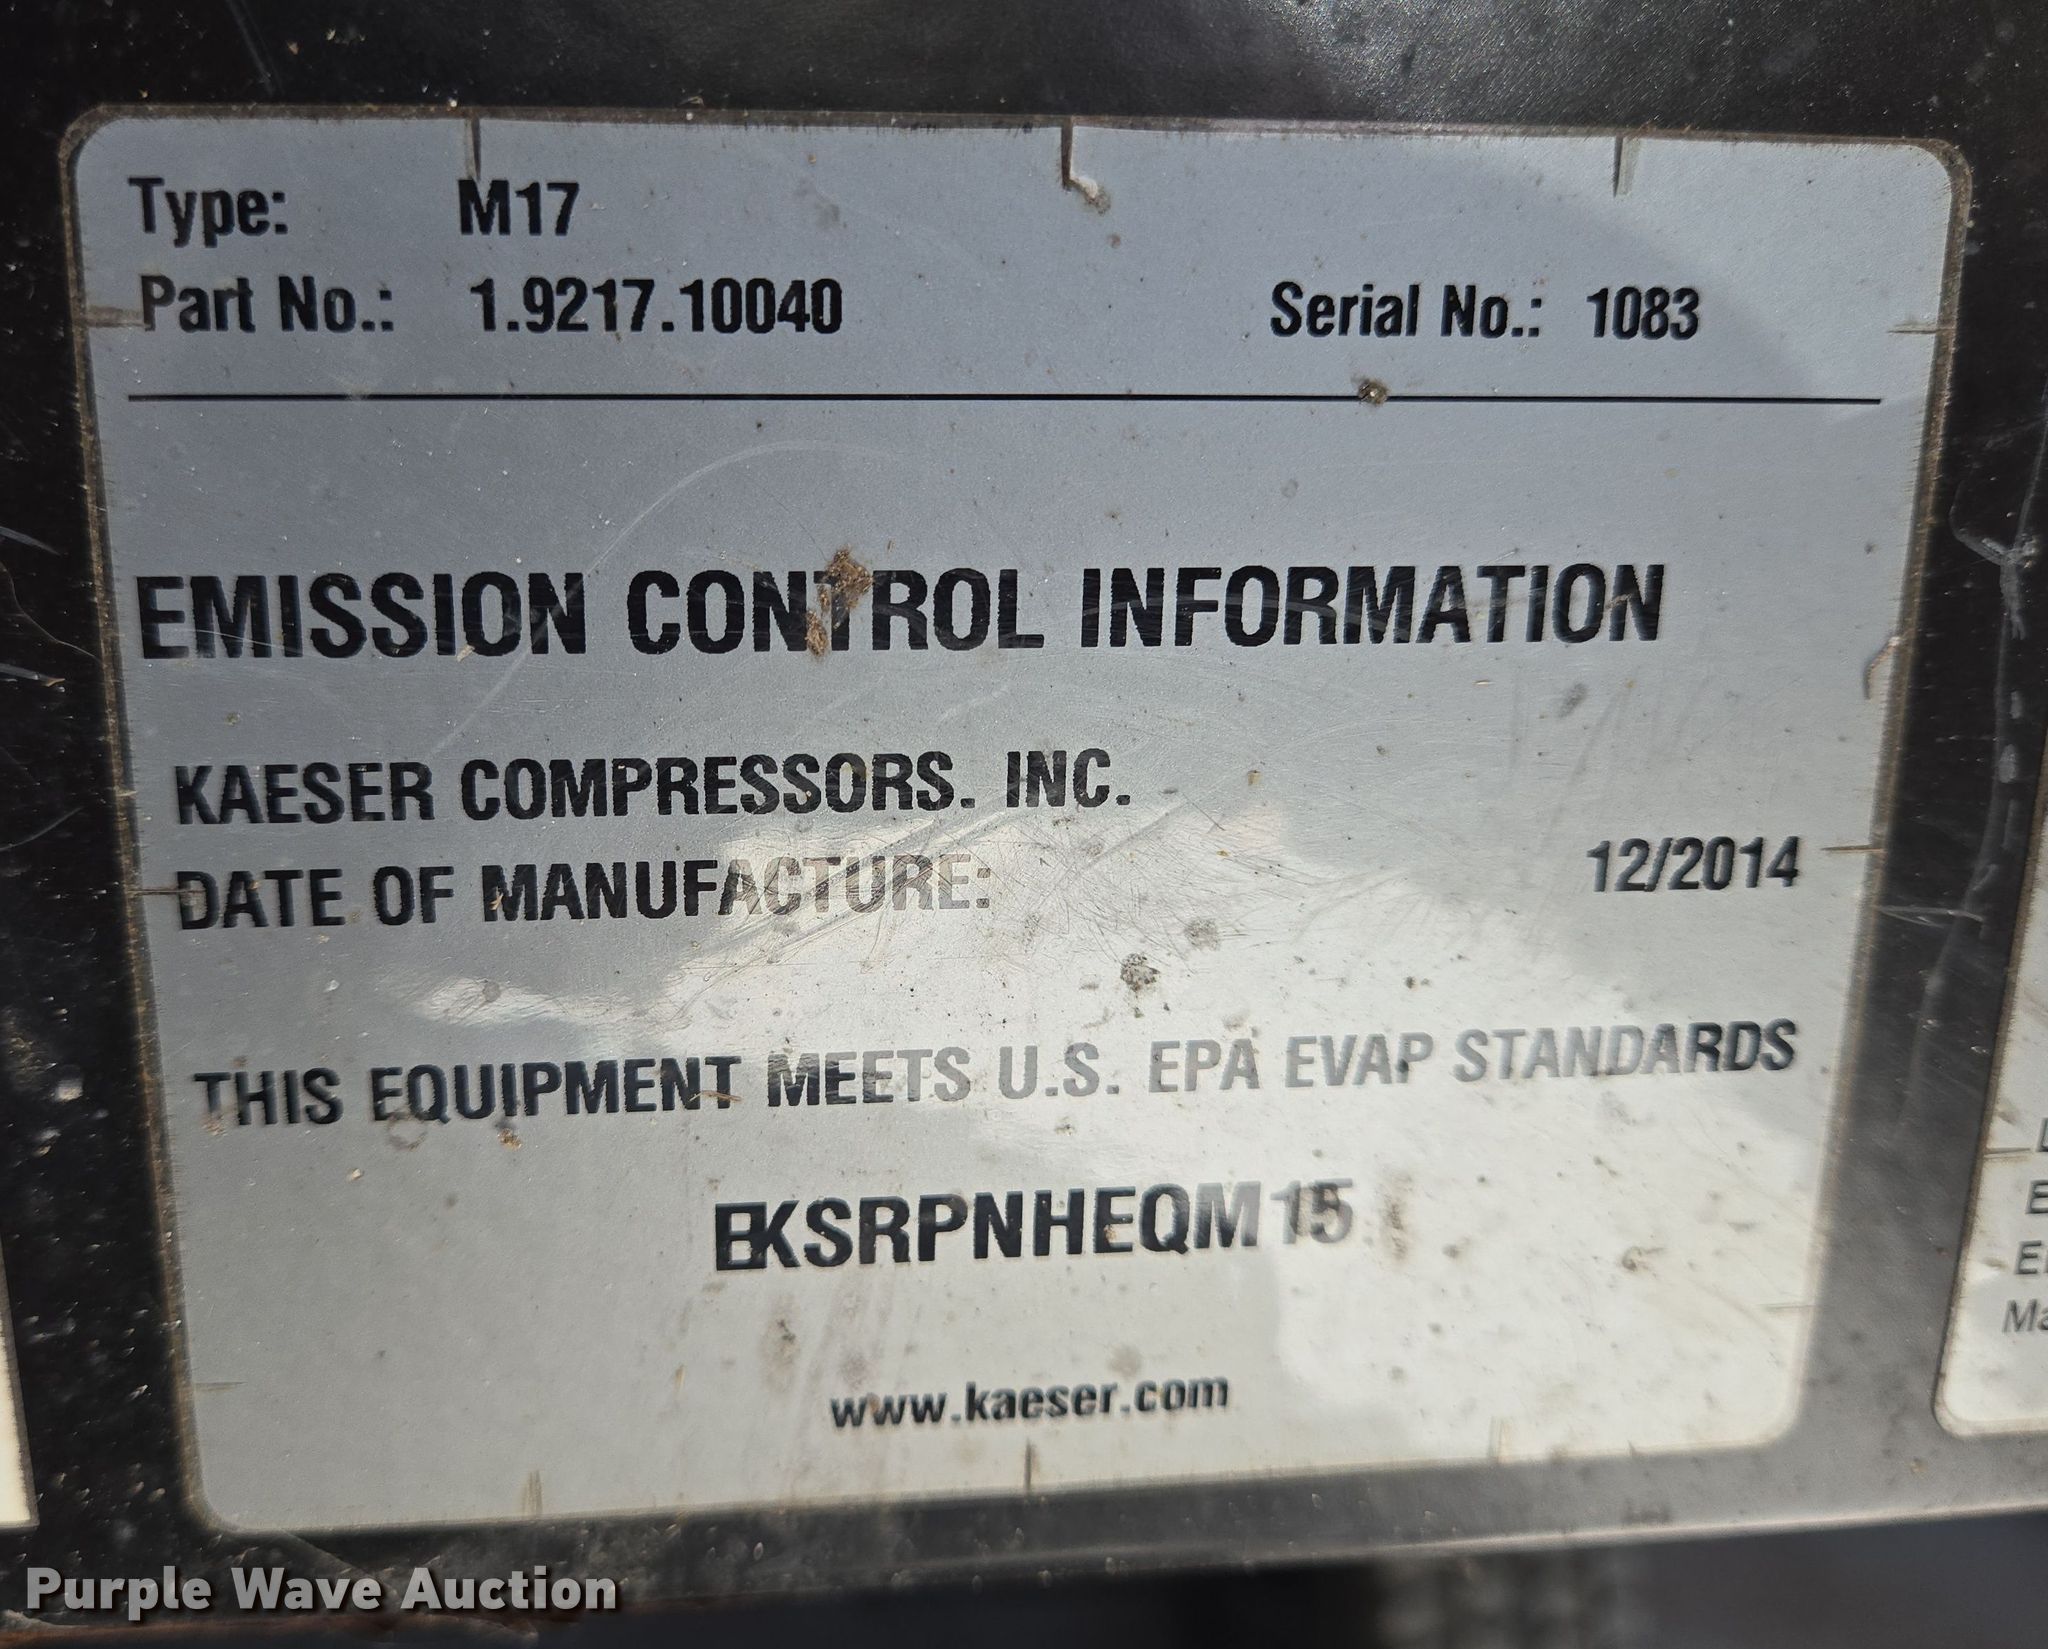 Type: M17
Part No.: 1.9217.10040 Serial No.: 1083
EMISSION CONTROL INFORMATION
KAESER COMPRESSORS. INC.
DATE OF MANUFACTURE: 12/2014
THIS EQUIPMENT MEETS U.S. EPA EVAP STANDARDS
www.kaeser.com
Purple Wave Auction